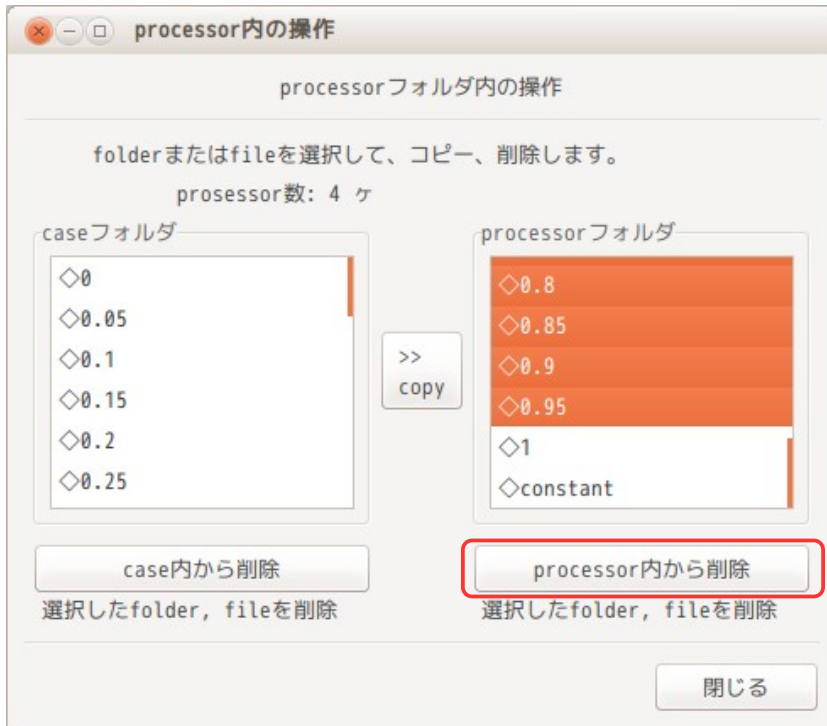 processor内の操作
processorフォルダ内の操作
folderまたはfileを選択して、コピー、削除します。
prosessor数: 4 ヶ
caseフォルダ
◇0
◇0.05
◇0.1
◇0.15
◇0.2
◇0.25
>>
copy
processorフォルダ
◇0.8
◇0.85
◇0.9
◇0.95
◇1
◇constant
case内から削除
選択したfolder, fileを削除
processor内から削除
選択したfolder, fileを削除
閉じる